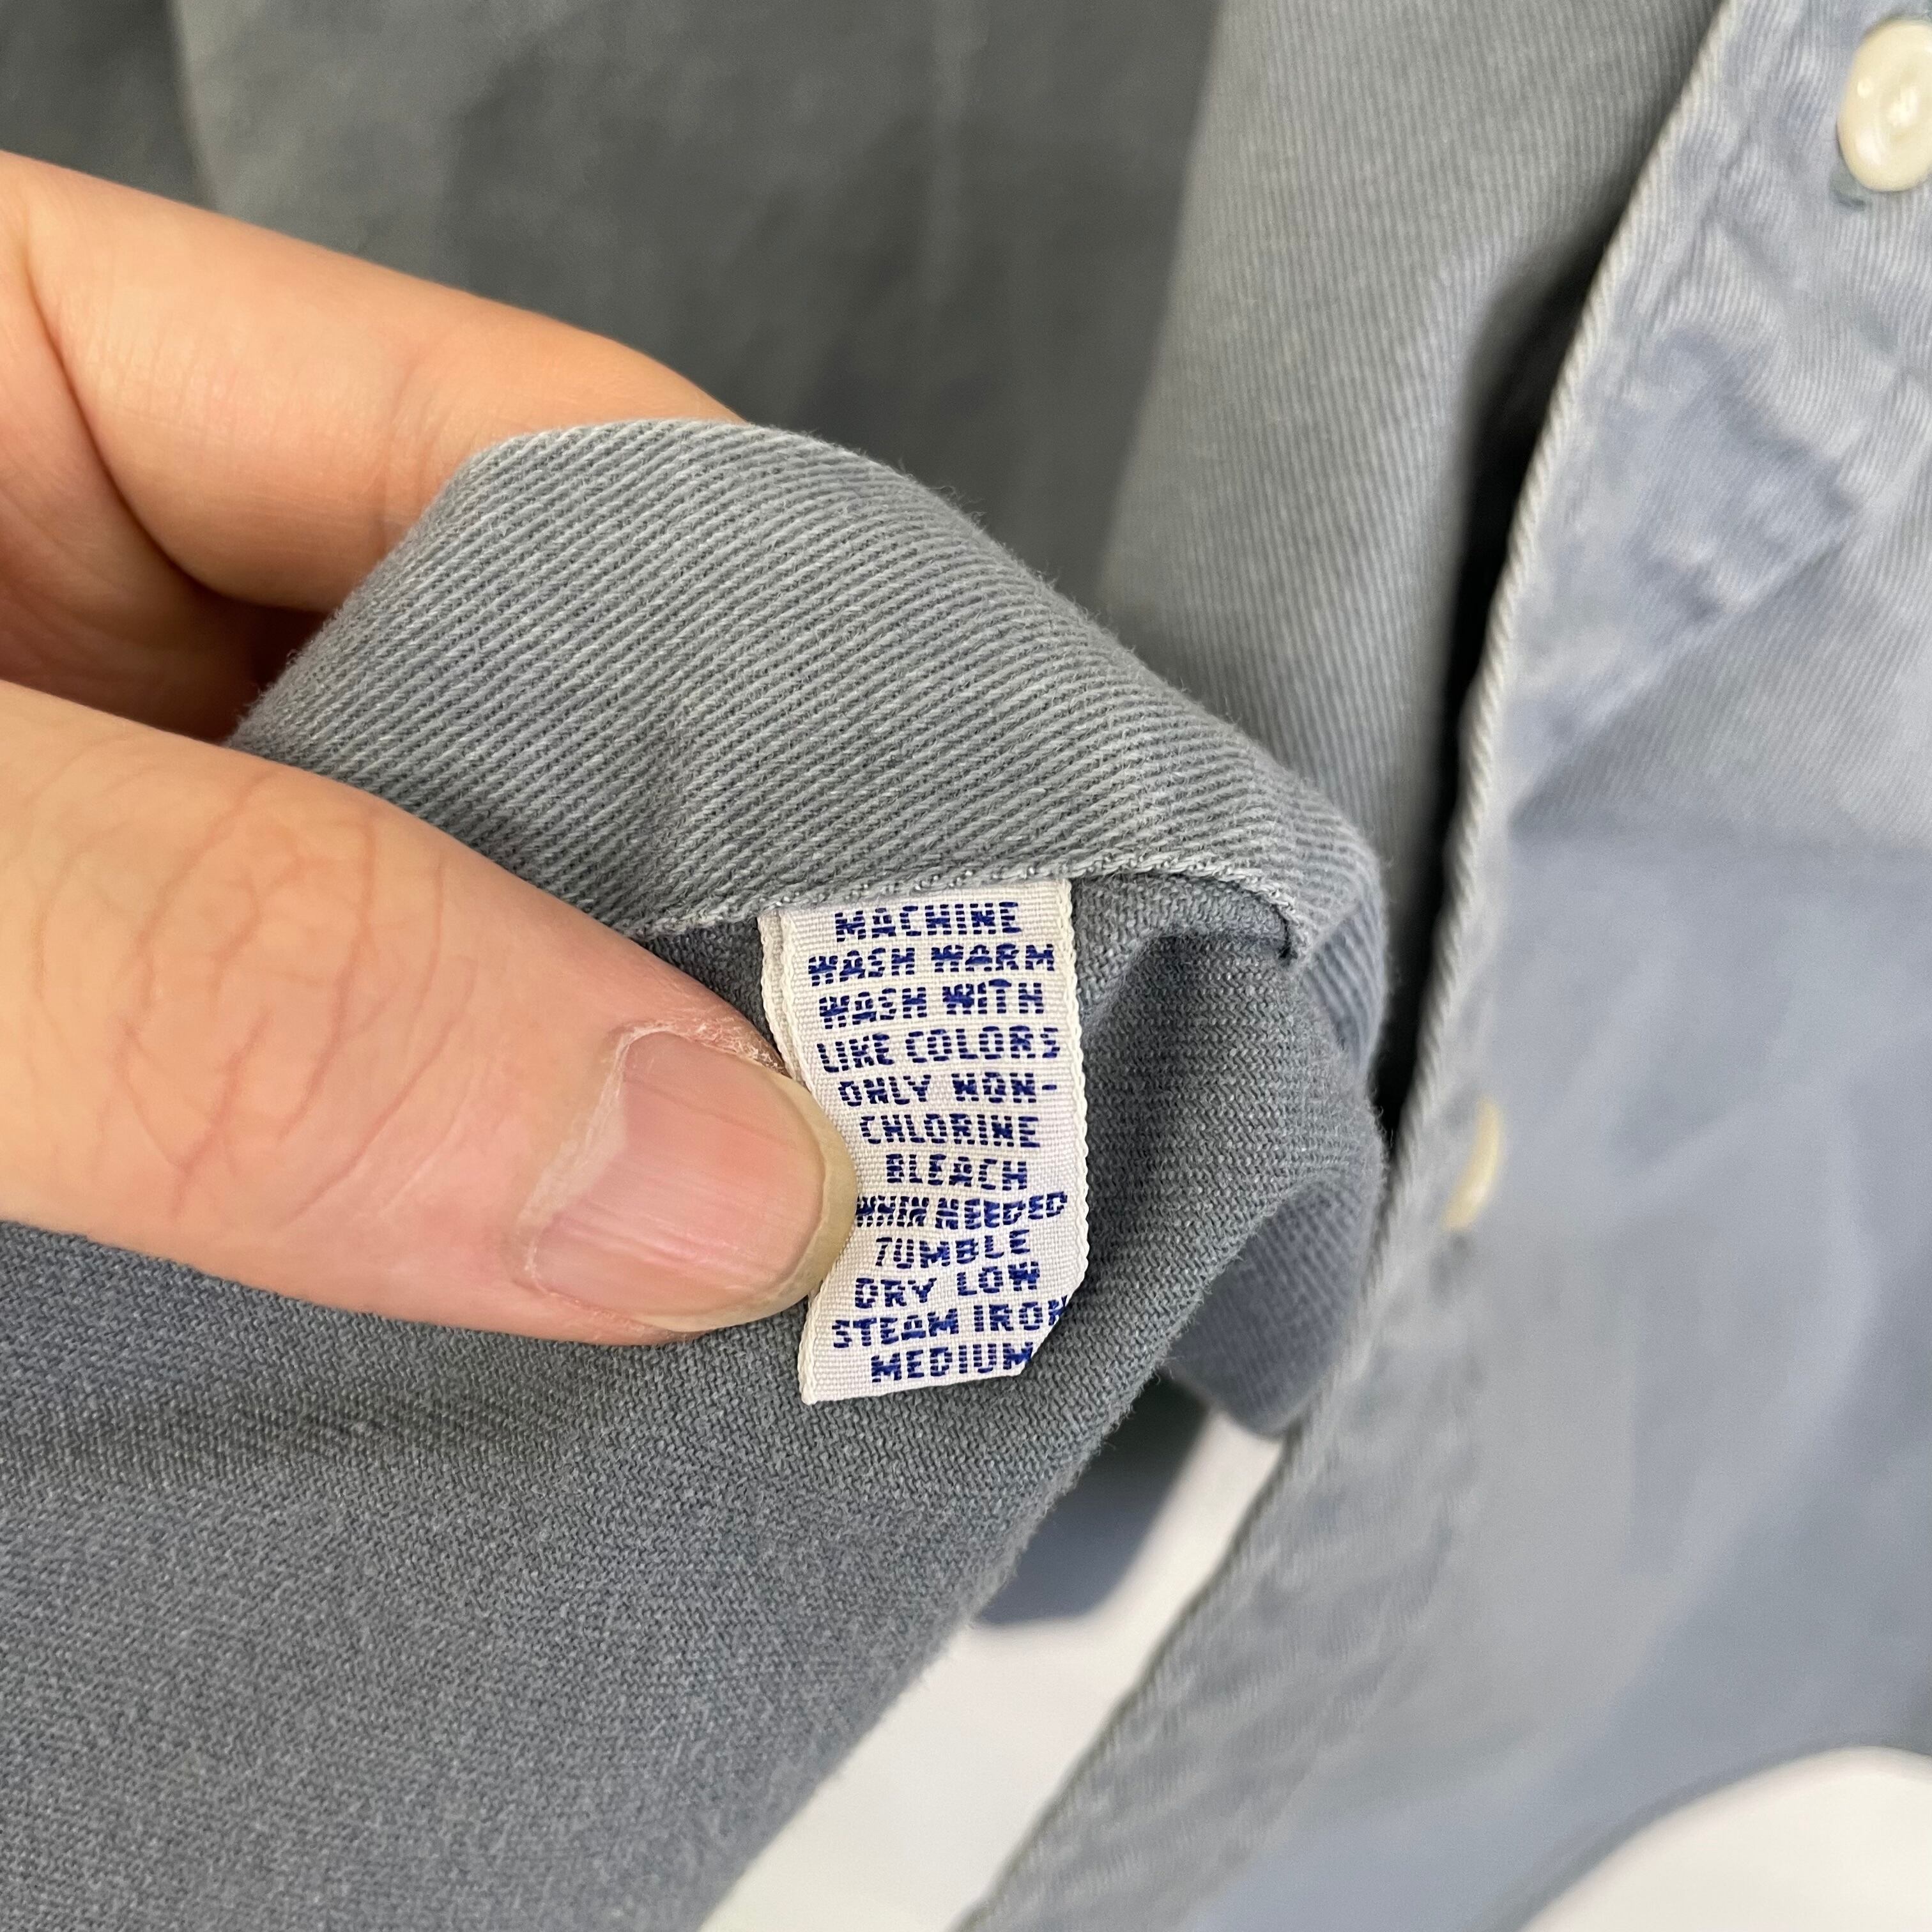 MACHINE
WASH WARM
WASH WITH
LIKE COLORS
ONLY NON-
CHLORINE
BLEACH
WHEN NEEDED
TUMBLE
DRY LOW
STEAM IRON
MEDIUM